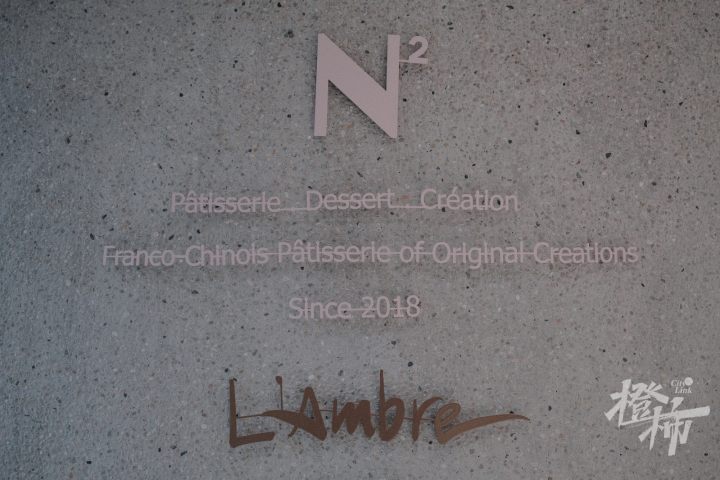 N²
Pâtisserie Dessert Création
Franco-Chinois Pâtisserie of Original Creations
Since 2018
L'Ambre
City Link
橙柿